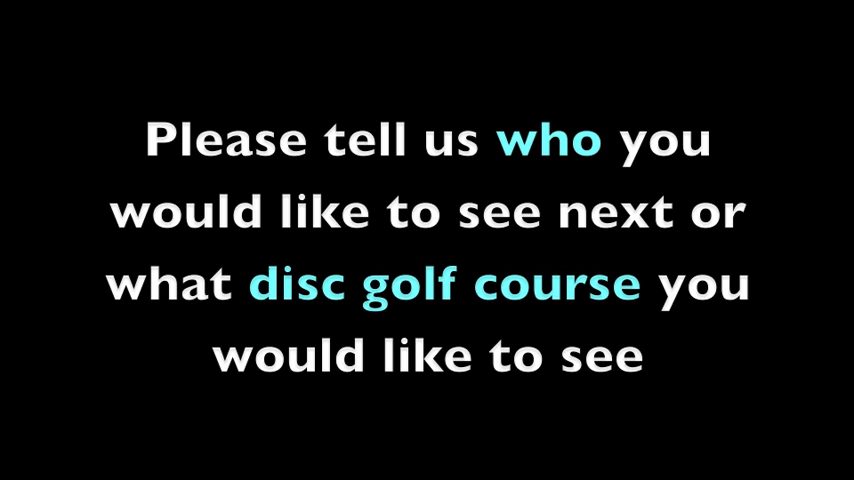 Please tell us who you
would like to see next or
what disc golf course you
would like to see